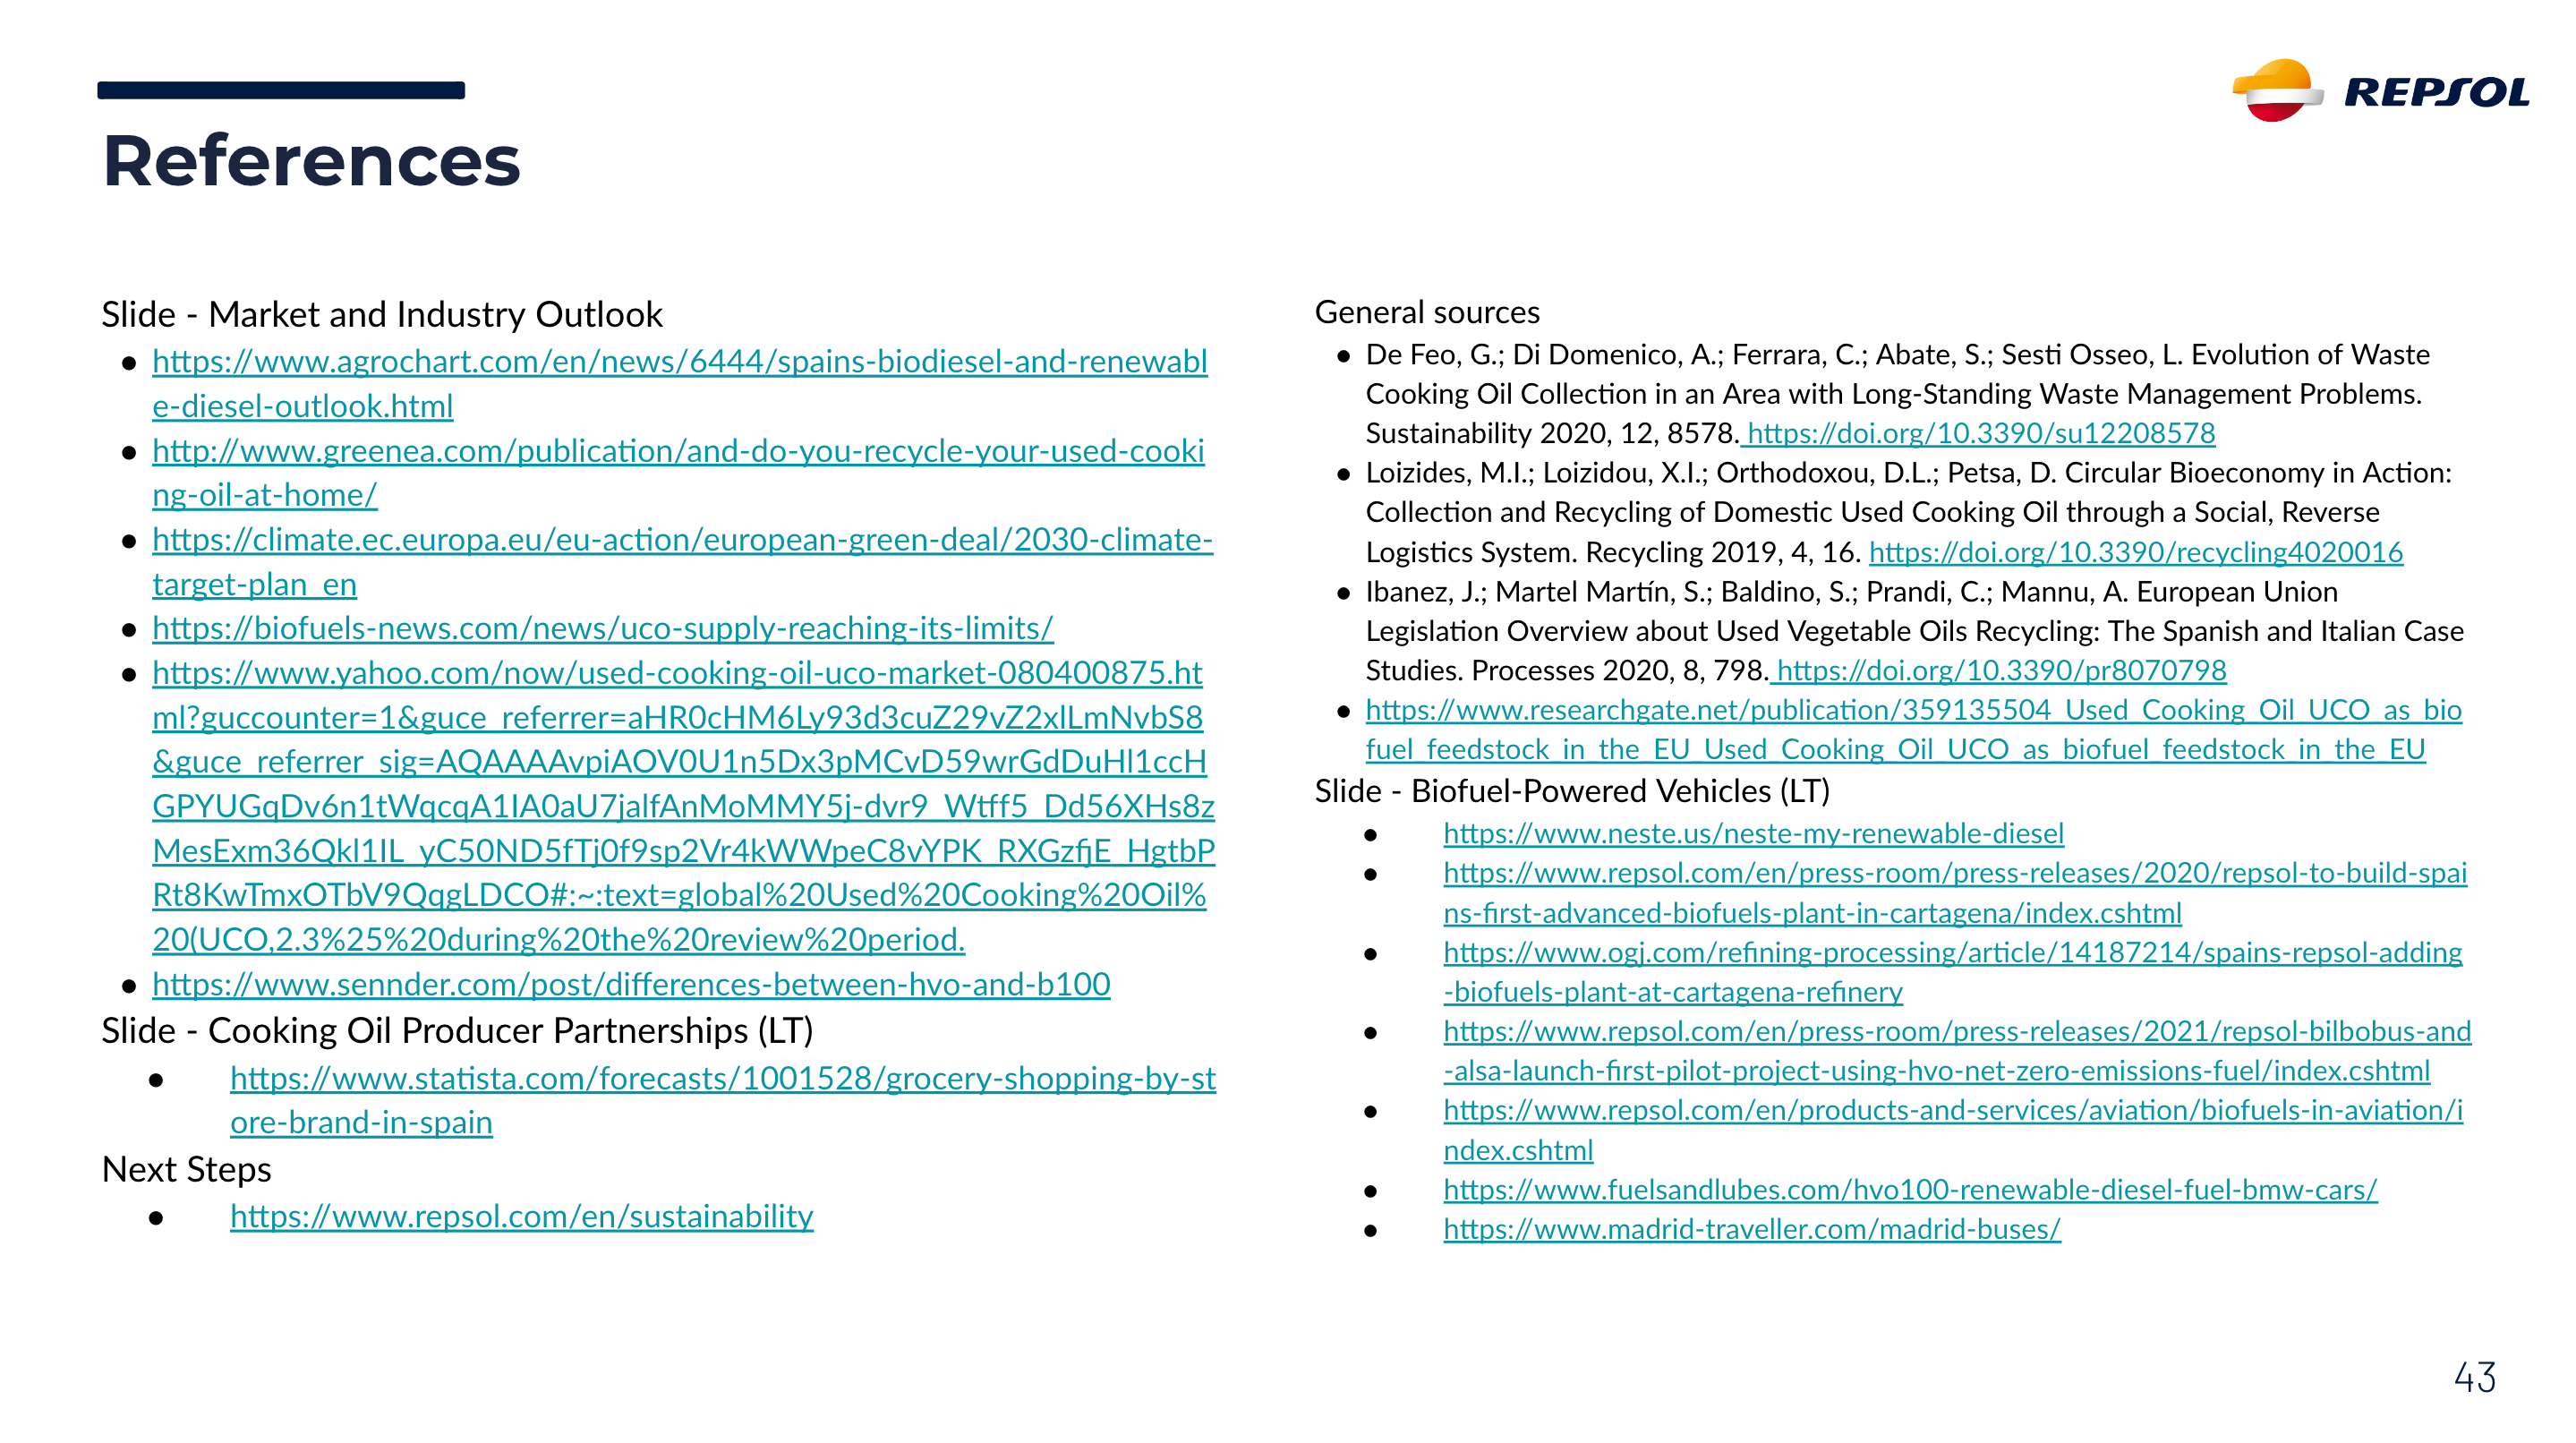 REPSOL
References
Slide - Market and Industry Outlook
● https://www.agrochart.com/en/news/6444/spains-biodiesel-and-renewabl
e-diesel-outlook.html
● http://www.greenea.com/publication/and-do-you-recycle-your-used-cooki
ng-oil-at-home/
● https://climate.ec.europa.eu/eu-action/european-green-deal/2030-climate-
target-plan_en
● https://biofuels-news.com/news/uco-supply-reaching-its-limits/
● https://www.yahoo.com/now/used-cooking-oil-uco-market-080400875.ht
ml?guccounter=1&guce_referrer=aHR0cHM6Ly93d3cuZ29vZ2xlLmNvbS8
&guce_referrer_sig=AQAAAAvpiAOV0U1n5Dx3pMCvD59wrGdDuHl1ccH
GPYUGqDv6n1tWqcqA1IA0aU7jalfAnMoMMY5j-dvr9_Wtff5_Dd56XHs8z
MesExm36Qkl1IL_yC50ND5fTj0f9sp2Vr4kWWpeC8vYPK_RXGzfjE_HgtbP
Rt8KwTmxOTbV9QqgLDCO#:~:text=global%20Used%20Cooking%20Oil%
20(UCO,2.3%25%20during%20the%20review%20period.
● https://www.sennder.com/post/differences-between-hvo-and-b100
Slide - Cooking Oil Producer Partnerships (LT)
● https://www.statista.com/forecasts/1001528/grocery-shopping-by-st
ore-brand-in-spain
Next Steps
● https://www.repsol.com/en/sustainability
General sources
● De Feo, G.; Di Domenico, A.; Ferrara, C.; Abate, S.; Sesti Osseo, L. Evolution of Waste
Cooking Oil Collection in an Area with Long-Standing Waste Management Problems.
Sustainability 2020, 12, 8578. https://doi.org/10.3390/su12208578
● Loizides, M.I.; Loizidou, X.I.; Orthodoxou, D.L.; Petsa, D. Circular Bioeconomy in Action:
Collection and Recycling of Domestic Used Cooking Oil through a Social, Reverse
Logistics System. Recycling 2019, 4, 16. https://doi.org/10.3390/recycling4020016
● Ibanez, J.; Martel Martín, S.; Baldino, S.; Prandi, C.; Mannu, A. European Union
Legislation Overview about Used Vegetable Oils Recycling: The Spanish and Italian Case
Studies. Processes 2020, 8, 798. https://doi.org/10.3390/pr8070798
● https://www.researchgate.net/publication/359135504_Used_Cooking_Oil_UCO_as_bio
fuel_feedstock_in_the_EU_Used_Cooking_Oil_UCO_as_biofuel_feedstock_in_the_EU
Slide - Biofuel-Powered Vehicles (LT)
● https://www.neste.us/neste-my-renewable-diesel
● https://www.repsol.com/en/press-room/press-releases/2020/repsol-to-build-spai
ns-first-advanced-biofuels-plant-in-cartagena/index.cshtml
● https://www.ogj.com/refining-processing/article/14187214/spains-repsol-adding
-biofuels-plant-at-cartagena-refinery
● https://www.repsol.com/en/press-room/press-releases/2021/repsol-bilbobus-and
-alsa-launch-first-pilot-project-using-hvo-net-zero-emissions-fuel/index.cshtml
● https://www.repsol.com/en/products-and-services/aviation/biofuels-in-aviation/i
ndex.cshtml
● https://www.fuelsandlubes.com/hvo100-renewable-diesel-fuel-bmw-cars/
● https://www.madrid-traveller.com/madrid-buses/
43